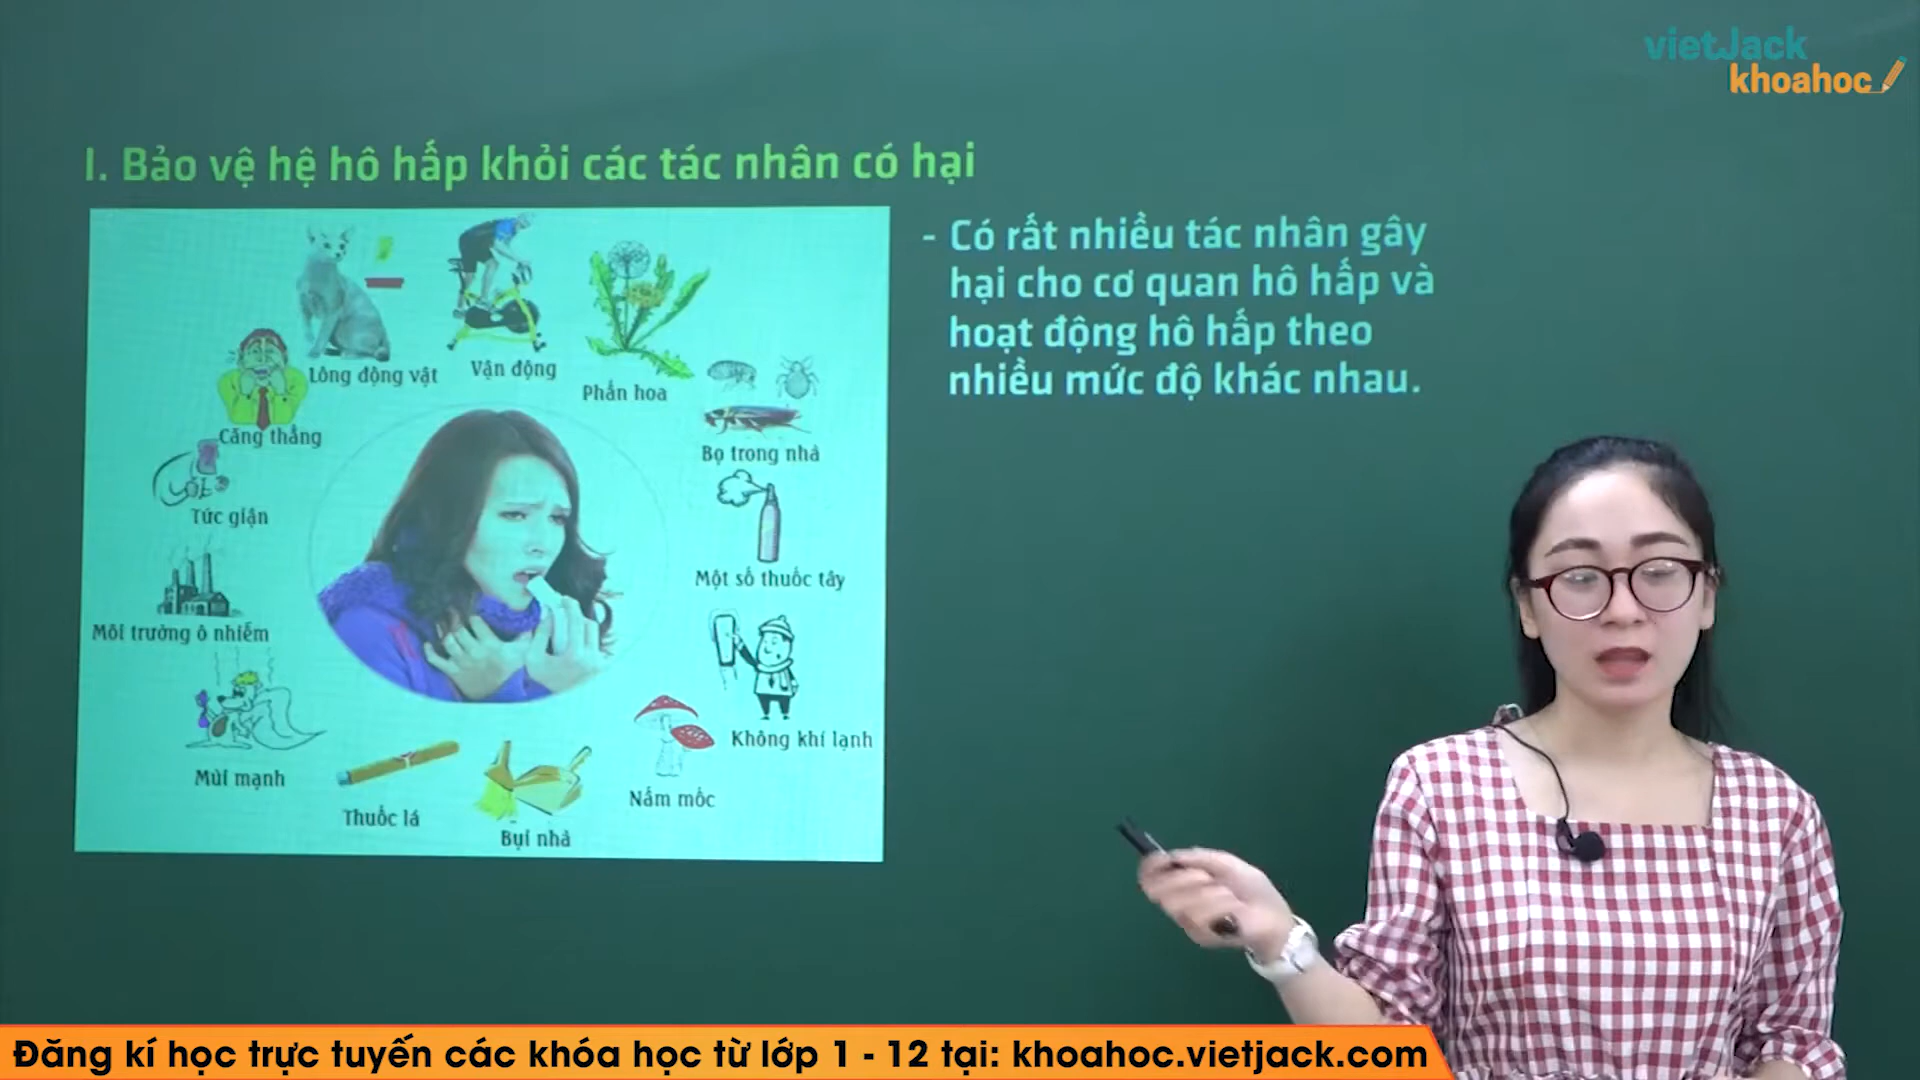 vietJack
khoahoc
I. Bảo vệ hệ hô hấp khỏi các tác nhân có hại
- Có rất nhiều tác nhân gây
hại cho cơ quan hô hấp và
hoạt động hô hấp theo
nhiều mức độ khác nhau.
Lông động vật
Vận động
Phấn hoa
Căng thẳng
Bọ trong nhà
Tức giận
Một số thuốc tây
Môi trường ô nhiễm
Không khí lạnh
Mùi mạnh
Thuốc lá
Bụi nhà
Nấm mốc
Đăng kí học trực tuyến các khóa học từ lớp 1 - 12 tại: khoahoc.vietjack.com